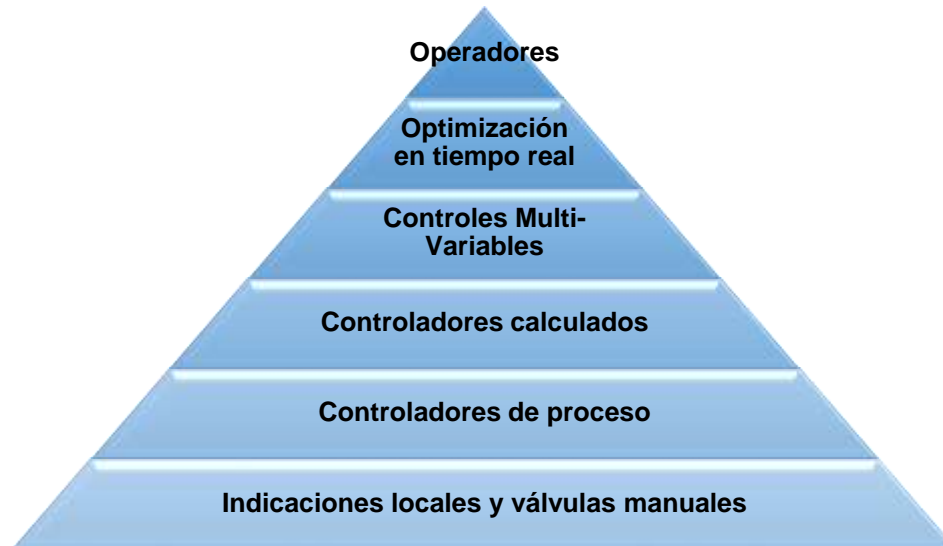 Operadores
Optimización
en tiempo real
Controles Multi-
Variables
Controladores calculados
Controladores de proceso
Indicaciones locales y válvulas manuales